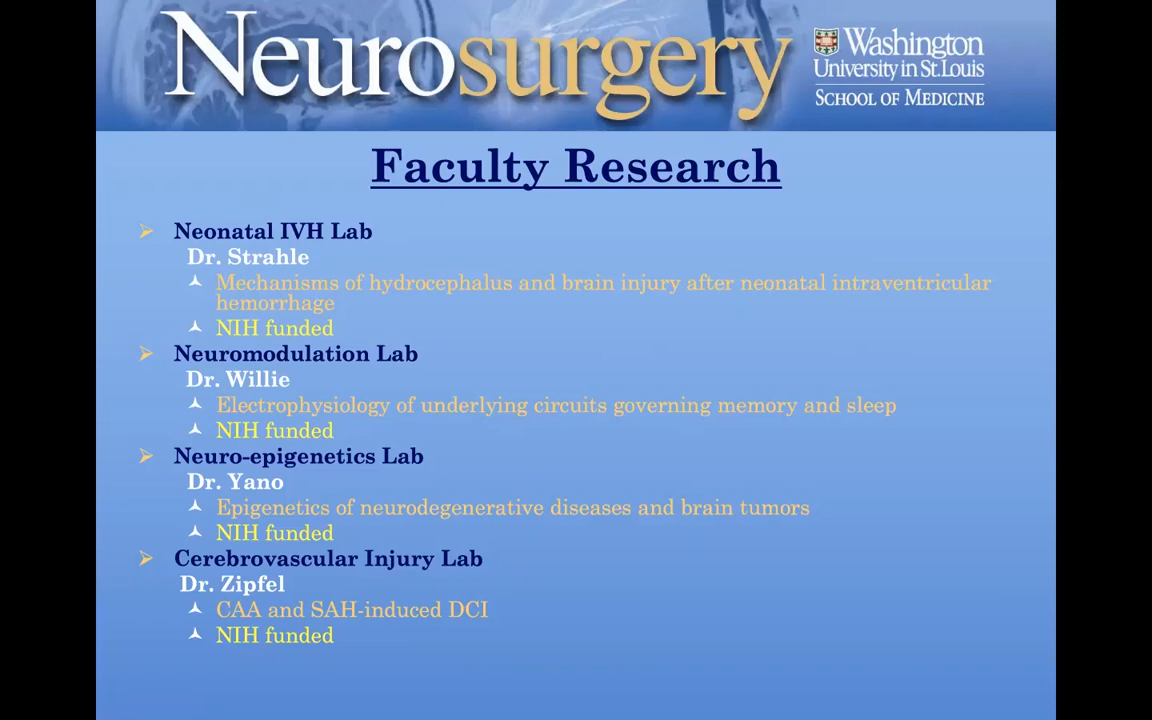 Neurosurgery
Washington
University in St. Louis
SCHOOL OF MEDICINE
Faculty Research
Neonatal IVH Lab
Dr. Strahle
Mechanisms of hydrocephalus and brain injury after neonatal intraventricular
hemorrhage
NIH funded
Neuromodulation Lab
Dr. Willie
Electrophysiology of underlying circuits governing memory and sleep
NIH funded
Neuro-epigenetics Lab
Dr. Yano
Epigenetics of neurodegenerative diseases and brain tumors
NIH funded
Cerebrovascular Injury Lab
Dr. Zipfel
CAA and SAH-induced DCI
NIH funded